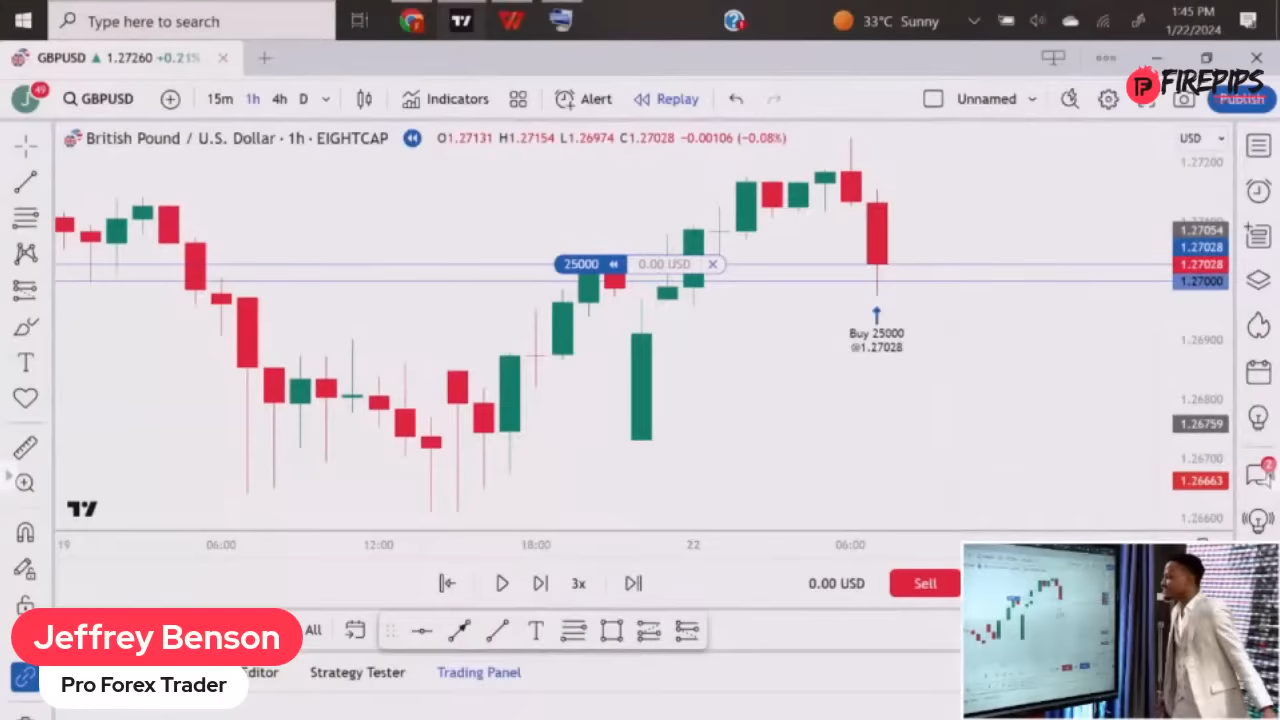 Type here to search
33°C Sunny
1:45 PM
1/22/2024
GBPUSD ▲ 1.27260 +0.21%
FIREPIPS
J
49
GBPUSD
15m 1h 4h D
Indicators
Alert
Replay
Unnamed
Publish
British Pound / U.S. Dollar · 1h · EIGHTCAP
O1.27131 H1.27154 L1.26974 C1.27028 -0.00106 (-0.08%)
USD
1.27200
1.27054
1.27028
1.27028
1.27000
1.26900
1.26800
1.26759
1.26700
1.26663
1.26600
25000
0.00 USD
Buy 25000
@1.27028
2
19 06:00 12:00 18:00 22 06:00
3x
0.00 USD
Sell
All
Jeffrey Benson
Pro Forex Trader
Editor
Strategy Tester
Trading Panel